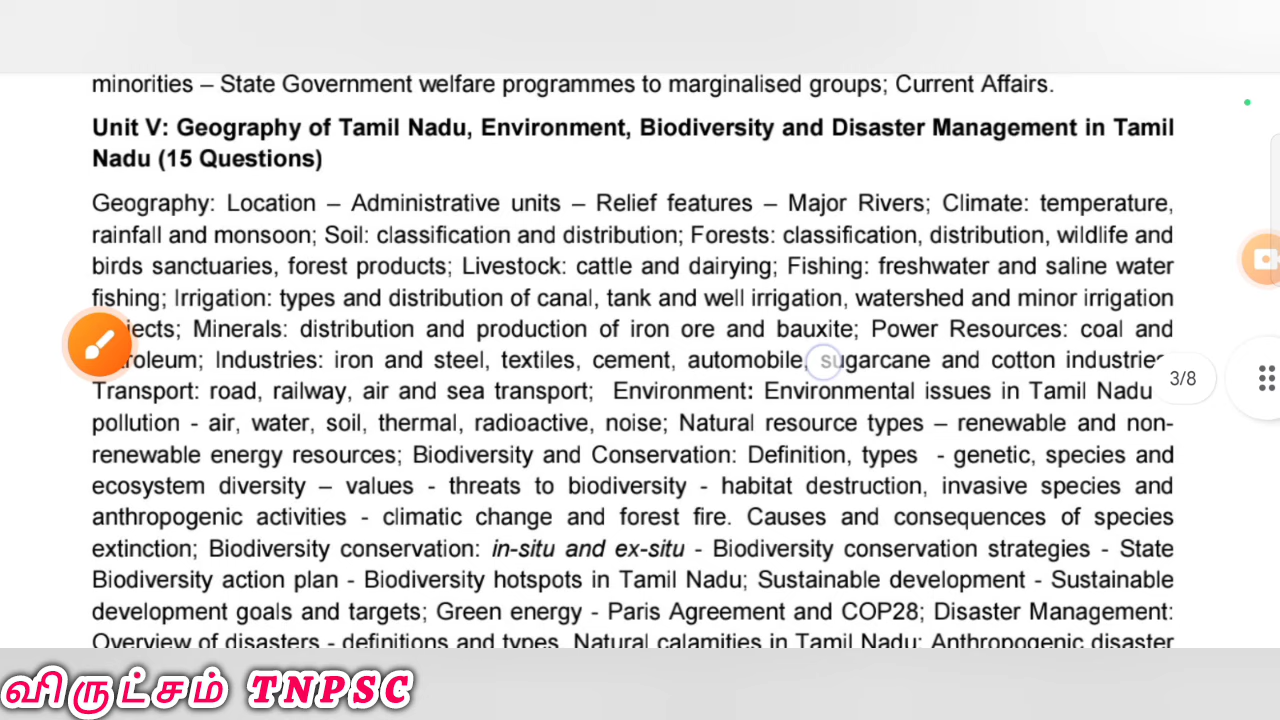 minorities – State Government welfare programmes to marginalised groups; Current Affairs.
Unit V: Geography of Tamil Nadu, Environment, Biodiversity and Disaster Management in Tamil
Nadu (15 Questions)
Geography: Location – Administrative units – Relief features – Major Rivers; Climate: temperature,
rainfall and monsoon; Soil: classification and distribution; Forests: classification, distribution, wildlife and
birds sanctuaries, forest products; Livestock: cattle and dairying; Fishing: freshwater and saline water
fishing; Irrigation: types and distribution of canal, tank and well irrigation, watershed and minor irrigation
Minerals: distribution and production of iron ore and bauxite; Power Resources: coal and
Industries: iron and steel, textiles, cement, automobile, sugarcane and cotton industries
3/8
Transport: road, railway, air and sea transport; Environment: Environmental issues in Tamil Nadu
pollution - air, water, soil, thermal, radioactive, noise; Natural resource types – renewable and non-
renewable energy resources; Biodiversity and Conservation: Definition, types - genetic, species and
ecosystem diversity – values - threats to biodiversity - habitat destruction, invasive species and
anthropogenic activities - climatic change and forest fire. Causes and consequences of species
extinction; Biodiversity conservation: in-situ and ex-situ - Biodiversity conservation strategies - State
Biodiversity action plan - Biodiversity hotspots in Tamil Nadu; Sustainable development - Sustainable
development goals and targets; Green energy - Paris Agreement and COP28; Disaster Management:
Overview of disasters - definitions and types, Natural calamities in Tamil Nadu; Anthropogenic disaster
விருட்சம் TNPSC